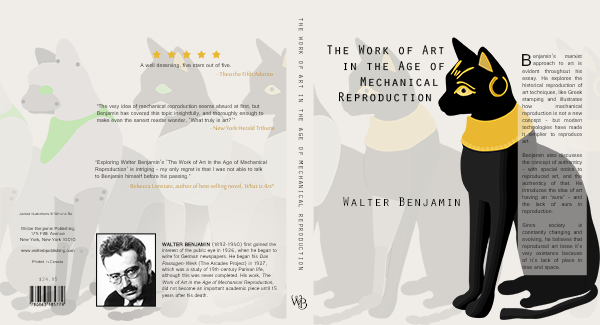 A well deserving, five stars out of five.
- Theorthe Film Advance
"The very idea of mechanical reproduction seems absurd at first, but
Benjamin has covered this topic insightfully, and thoroughly enough to
make even the easiest reader wonder, 'What truly is art?'"
- New York Herald Tribune
"Exploring Walter Benjamin's 'The Work of Art in the Age of Mechanical
Reproduction' is intriging - my only regret is that I was not able to talk
to Benjamin himself before his passing."
Rebecca Lorenzen, author of best-selling novel, What is Art?
Winter Benjamin Publishing
175 Fifth Avenue
New York, New York 10010
www.walterpublishing.com
Printed in Canada
$34.95
WALTER BENJAMIN (1892-1940) first gained the
interest of the public eye in 1926, when he began to
write for German newspapers. He began his Das
Passagen-Werk (The Arcades Project) in 1927,
which was a study of 19th century Parisian life,
although this was never completed. His work, The
Work of Art in the Age of Mechanical Reproduction,
did not become an important academic piece until 15
years after his death.
THE WORK OF ART IN THE AGE OF MECHANICAL REPRODUCTION
WB
THE WORK OF ART
IN THE AGE OF
MECHANICAL
REPRODUCTION
WALTER BENJAMIN
Benjamin's marxist
approach to art is
evident throughout his
essay. He explores the
historical reproduction of
art techniques, like Greek
stamping and illustrates
how mechanical
reproduction is not a new
concept - but modern
technologies have made
it simpler to reproduce
art.
Benjamin also discusses
the concept of authenticity
- with special notice to
reproduced art, and the
authenticity of that. He
introduces the idea of art
having an "aura" - and
the lack of aura in
reproduction.
Since society is
constantly changing and
evolving, he believes that
reproduced art loses it's
very existence because
of it's lack of place in
time and space.